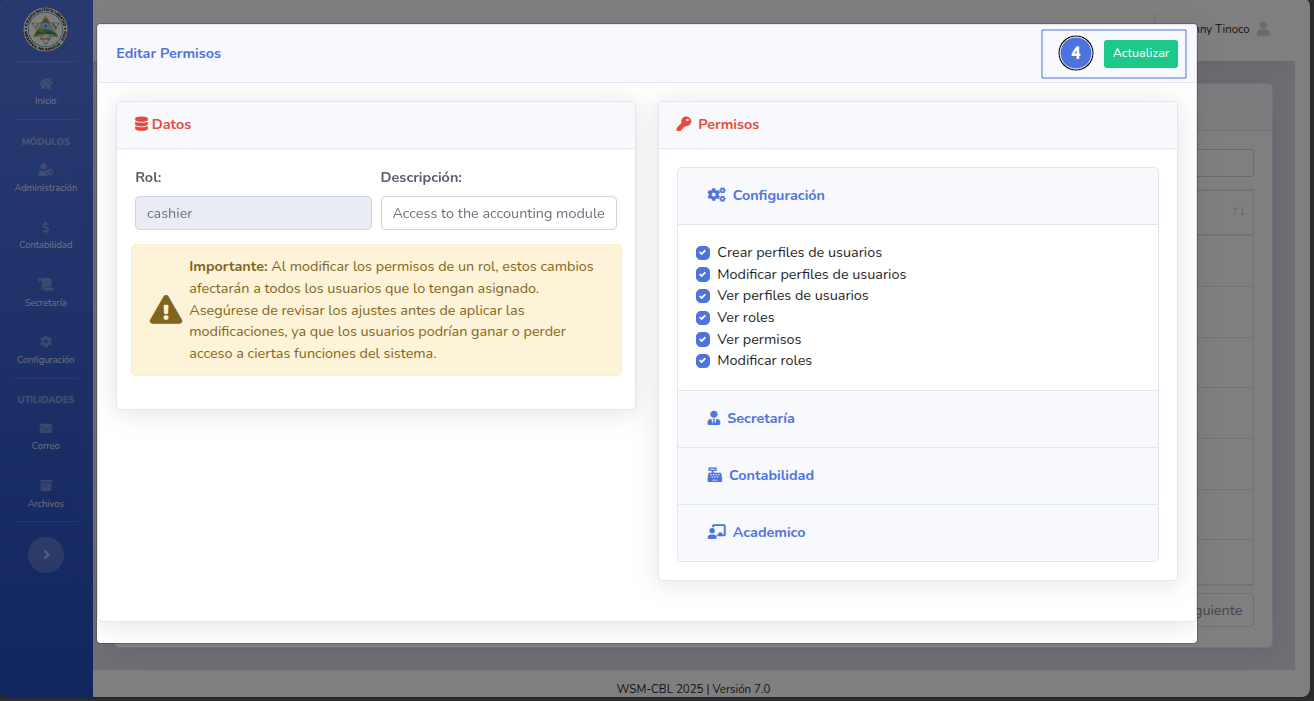 Inicio
MÓDULOS
Administración
Contabilidad
Secretaría
Configuración
UTILIDADES
Correo
Archivos
Editar Permisos
4
Actualizar
Tinoco
Datos
Rol:
Descripción:
cashier
Access to the accounting module
Importante: Al modificar los permisos de un rol, estos cambios
afectarán a todos los usuarios que lo tengan asignado.
Asegúrese de revisar los ajustes antes de aplicar las
modificaciones, ya que los usuarios podrían ganar o perder
acceso a ciertas funciones del sistema.
Permisos
Configuración
Crear perfiles de usuarios
Modificar perfiles de usuarios
Ver perfiles de usuarios
Ver roles
Ver permisos
Modificar roles
Secretaría
Contabilidad
Academico
WSM-CBL 2025 | Versión 7.0